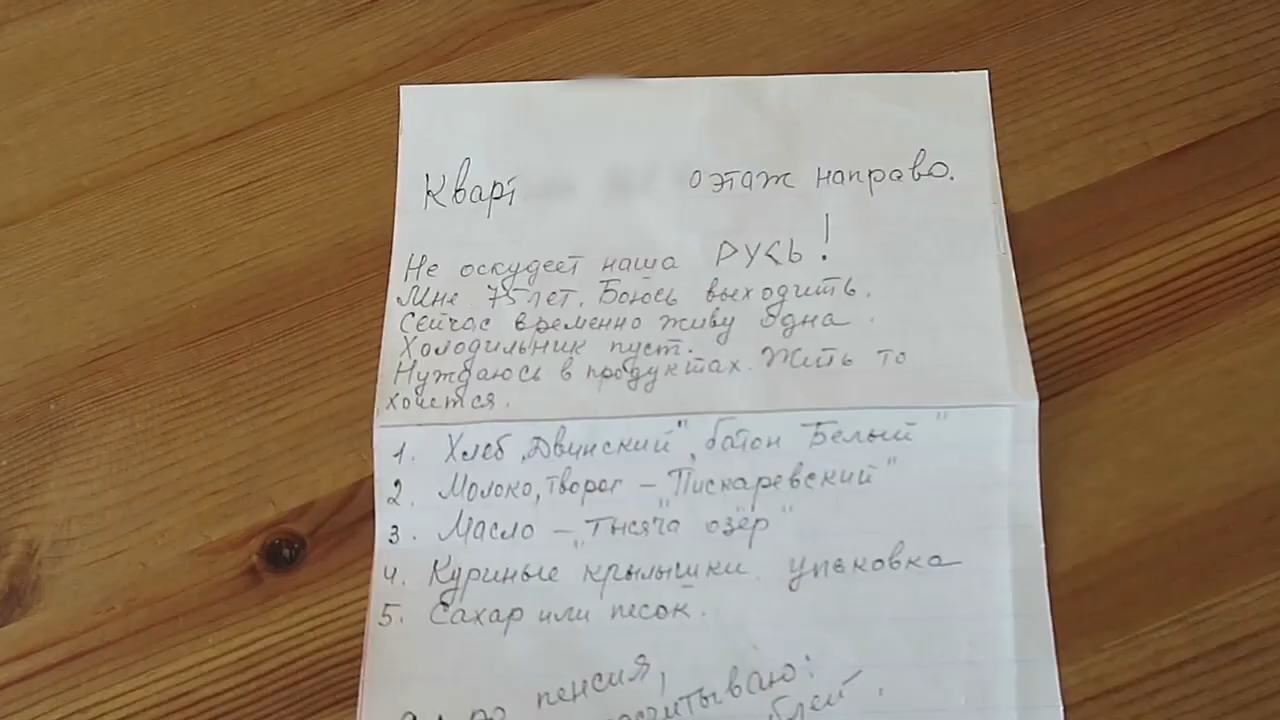 Кварт о этаж направо.
Не оскудеет наша РУСЬ!
Мне 75 лет. Боюсь выходить.
Сейчас временно живу одна.
Холодильник пуст.
Нуждаюсь в продуктах. Жить то
хочется.
1. Хлеб „Двинский", батон Белый"
2. Молоко, творог – „Пискаревский"
3. Масло – „Тысяча озёр"
4. Куриные крылышки упаковка
5. Сахар или песок.
пенсия,